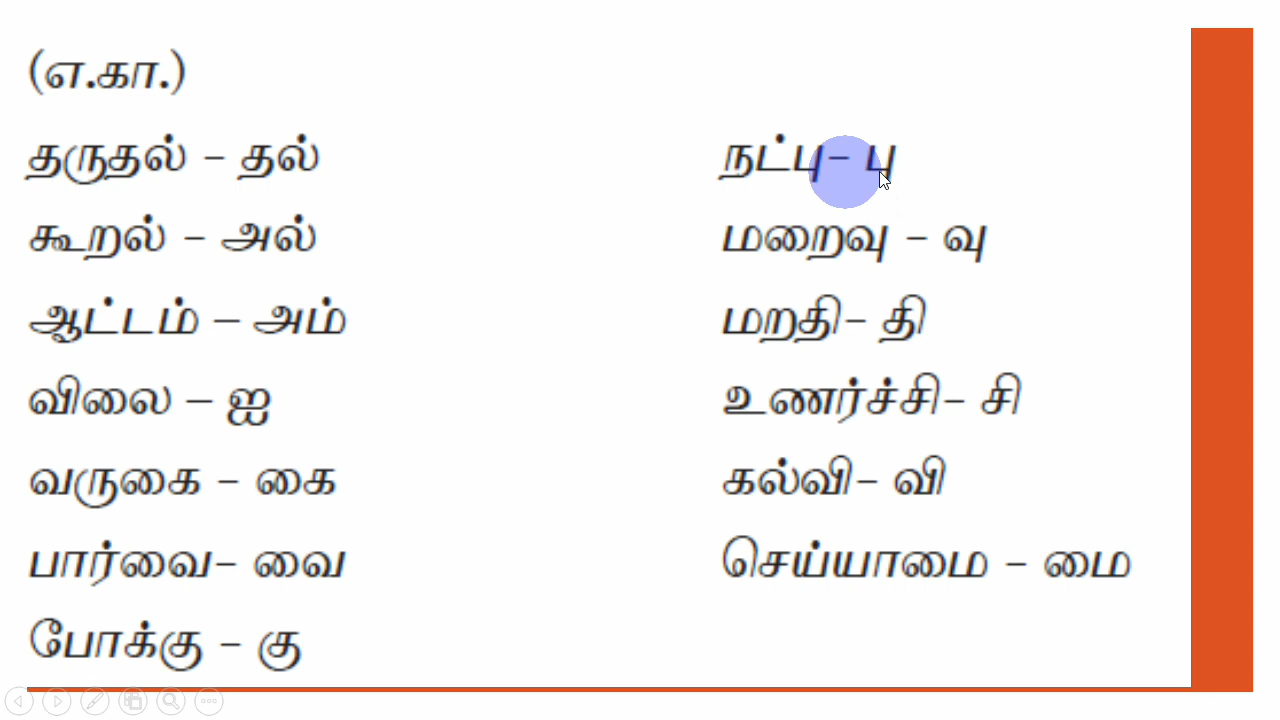 (எ.கா.)
தருதல் – தல்
கூறல் – அல்
ஆட்டம் – அம்
விலை – ஐ
வருகை – கை
பார்வை– வை
போக்கு – கு
நட்பு– பு
மறைவு – வு
மறதி– தி
உணர்ச்சி– சி
கல்வி– வி
செய்யாமை – மை